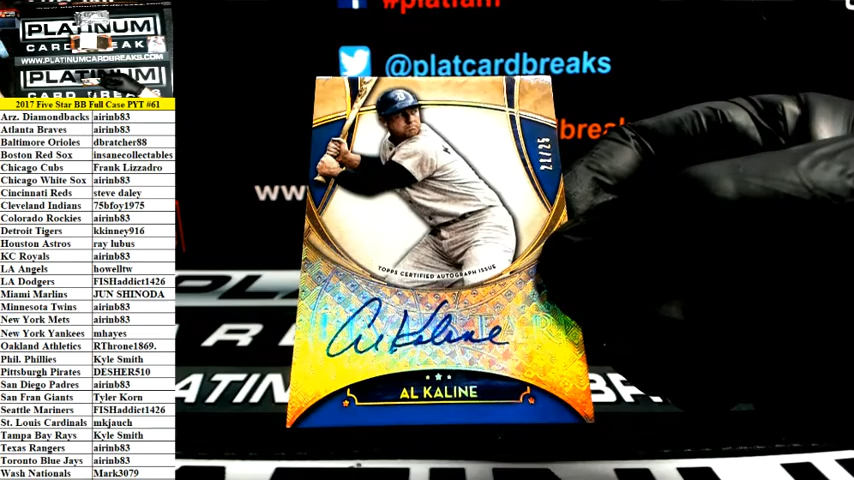 PLATINUM
CARD BREAK
WWW.PLATINUMCARDBREAKS.COM
PLATINUM
CARD BREAKS
2017 Five Star BB Full Case PYT #61
Arz. Diamondbacks airinb83
Atlanta Braves airinb83
Baltimore Orioles dbratcher88
Boston Red Sox insanecollectables
Chicago Cubs Frank Lizzadro
Chicago White Sox airinb83
Cincinnati Reds steve daley
Cleveland Indians 75bfoy1975
Colorado Rockies airinb83
Detroit Tigers kkinney916
Houston Astros ray lubus
KC Royals airinb83
LA Angels howelltw
LA Dodgers FISHaddict1426
Miami Marlins JUN SHINODA
Minnesota Twins airinb83
New York Mets airinb83
New York Yankees mhayes
Oakland Athletics RThrone1869.
Phil. Phillies Kyle Smith
Pittsburgh Pirates DESHER510
San Diego Padres airinb83
San Fran Giants Tyler Korn
Seattle Mariners FISHaddict1426
St. Louis Cardinals mkjauch
Tampa Bay Rays Kyle Smith
Texas Rangers airinb83
Toronto Blue Jays airinb83
Wash Nationals Mark3079
#platinum
@platcardbreaks
www
21/25
TOPPS CERTIFIED AUTOGRAPH ISSUE
Al Kaline
AL KALINE